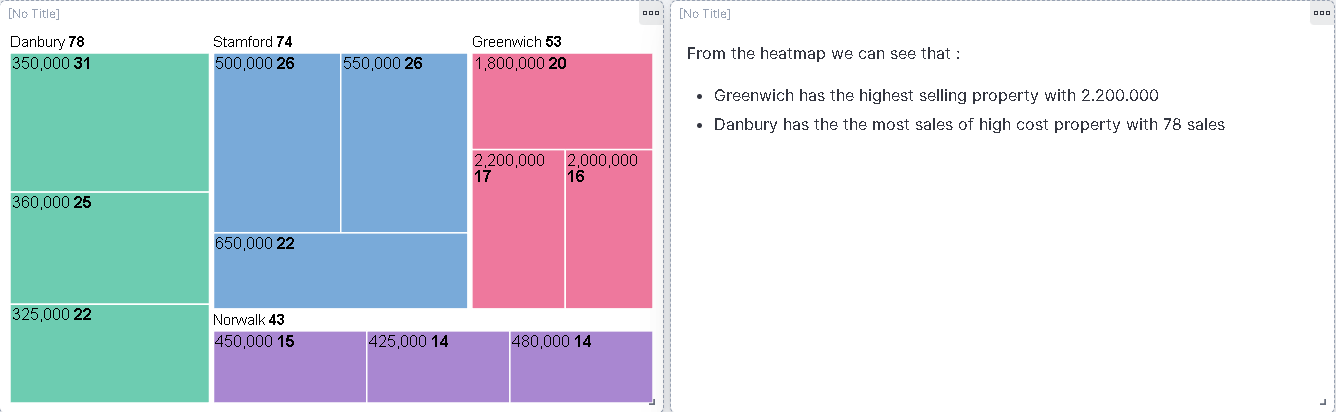 [No Title]
Danbury 78
350,000 31
360,000 25
325,000 22
Stamford 74
500,000 26
550,000 26
650,000 22
Greenwich 53
1,800,000 20
2,200,000
17
2,000,000
16
Norwalk 43
450,000 15
425,000 14
480,000 14
[No Title]
From the heatmap we can see that :
• Greenwich has the highest selling property with 2.200.000
• Danbury has the the most sales of high cost property with 78 sales